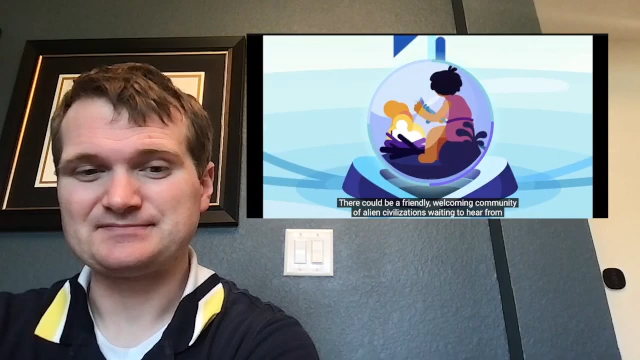 There could be a friendly, welcoming community
of alien civilizations waiting to hear from